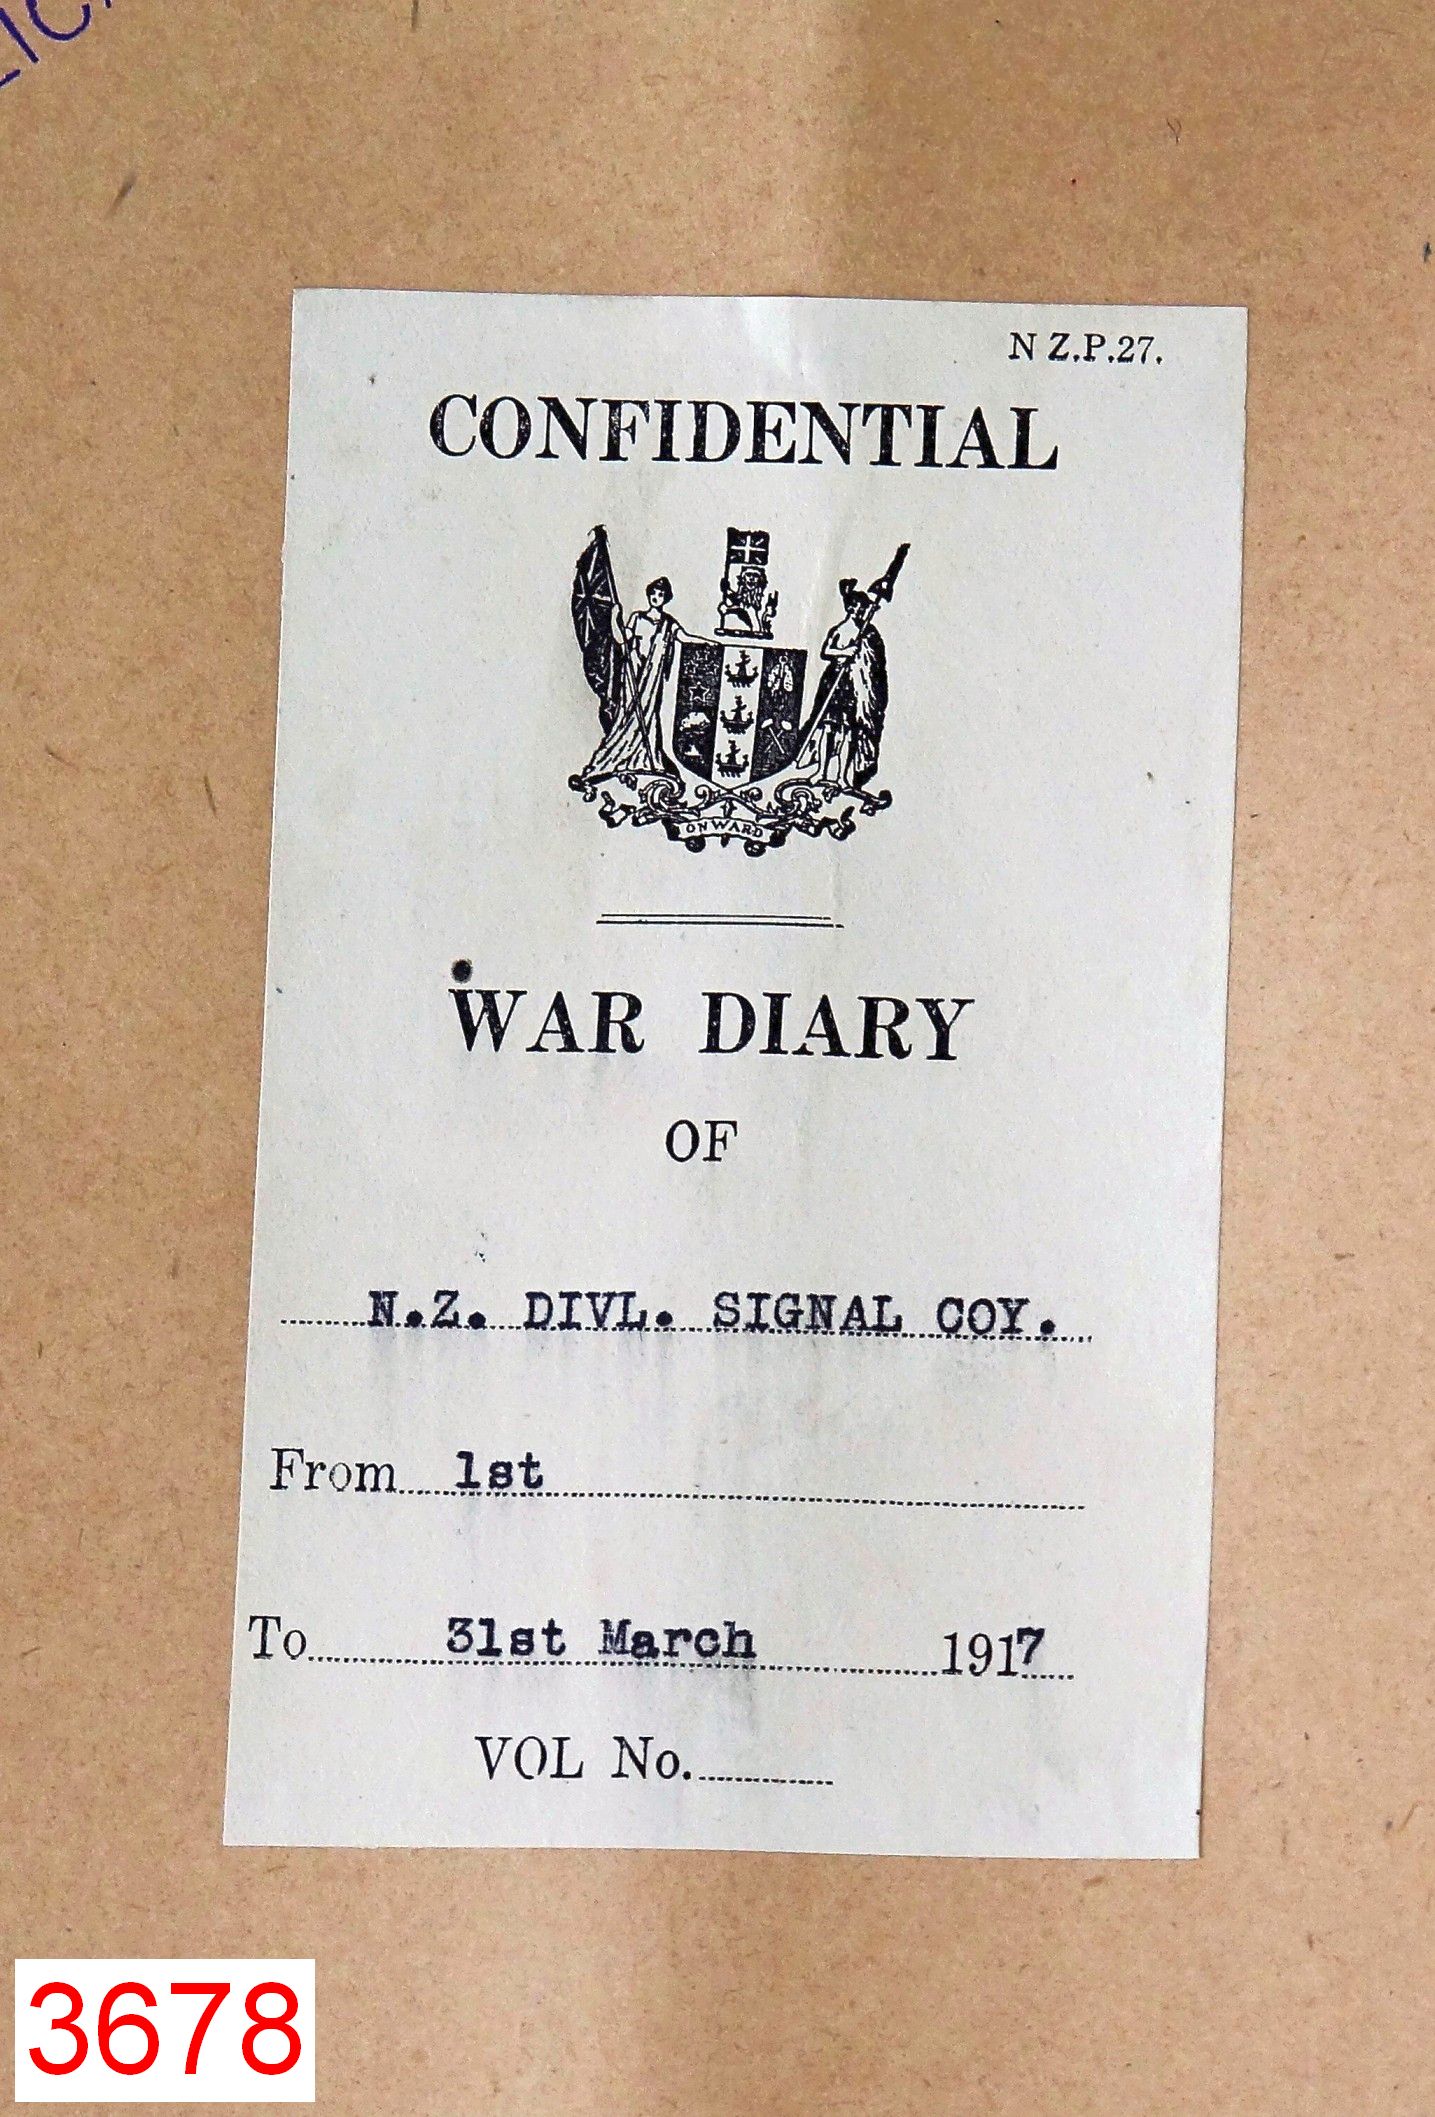 N Z.P.27.
CONFIDENTIAL
ONWARD
WAR DIARY
OF
N.Z. DIVL. SIGNAL COY.
From 1st
To 31st March 1917
VOL No.
3678